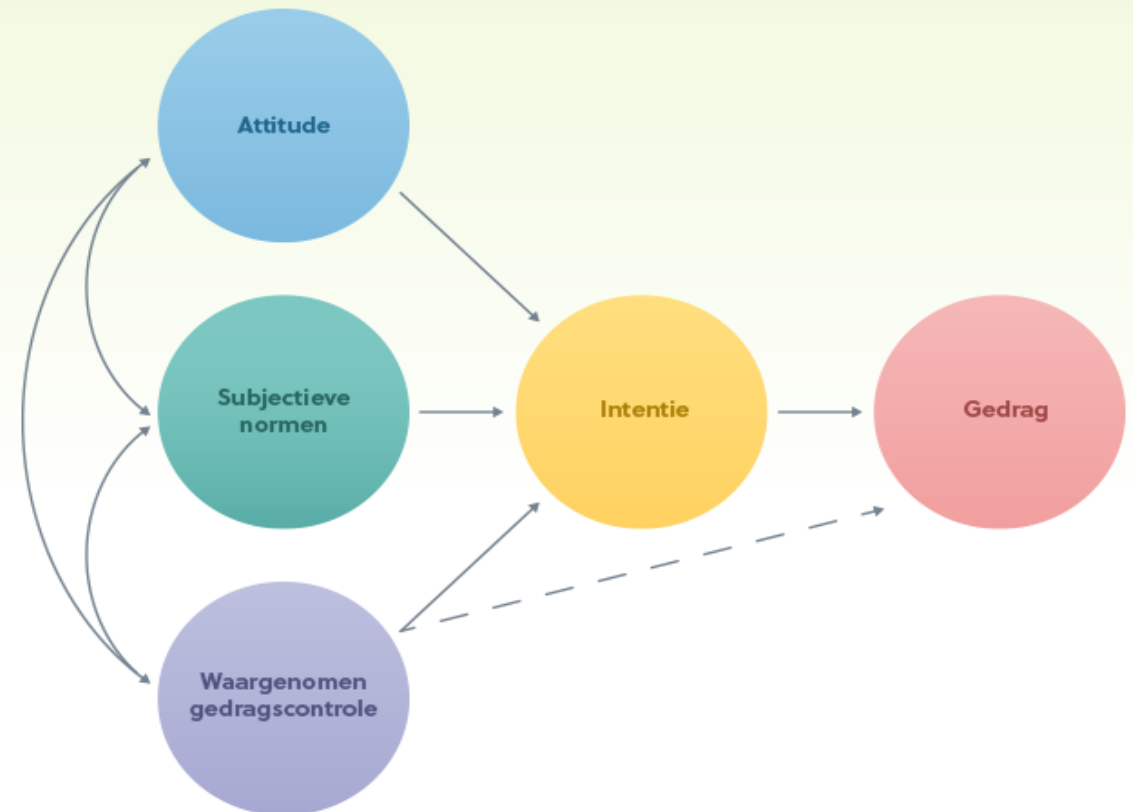 Attitude
Subjectieve
normen
Intentie
Gedrag
Waargenomen
gedragscontrole